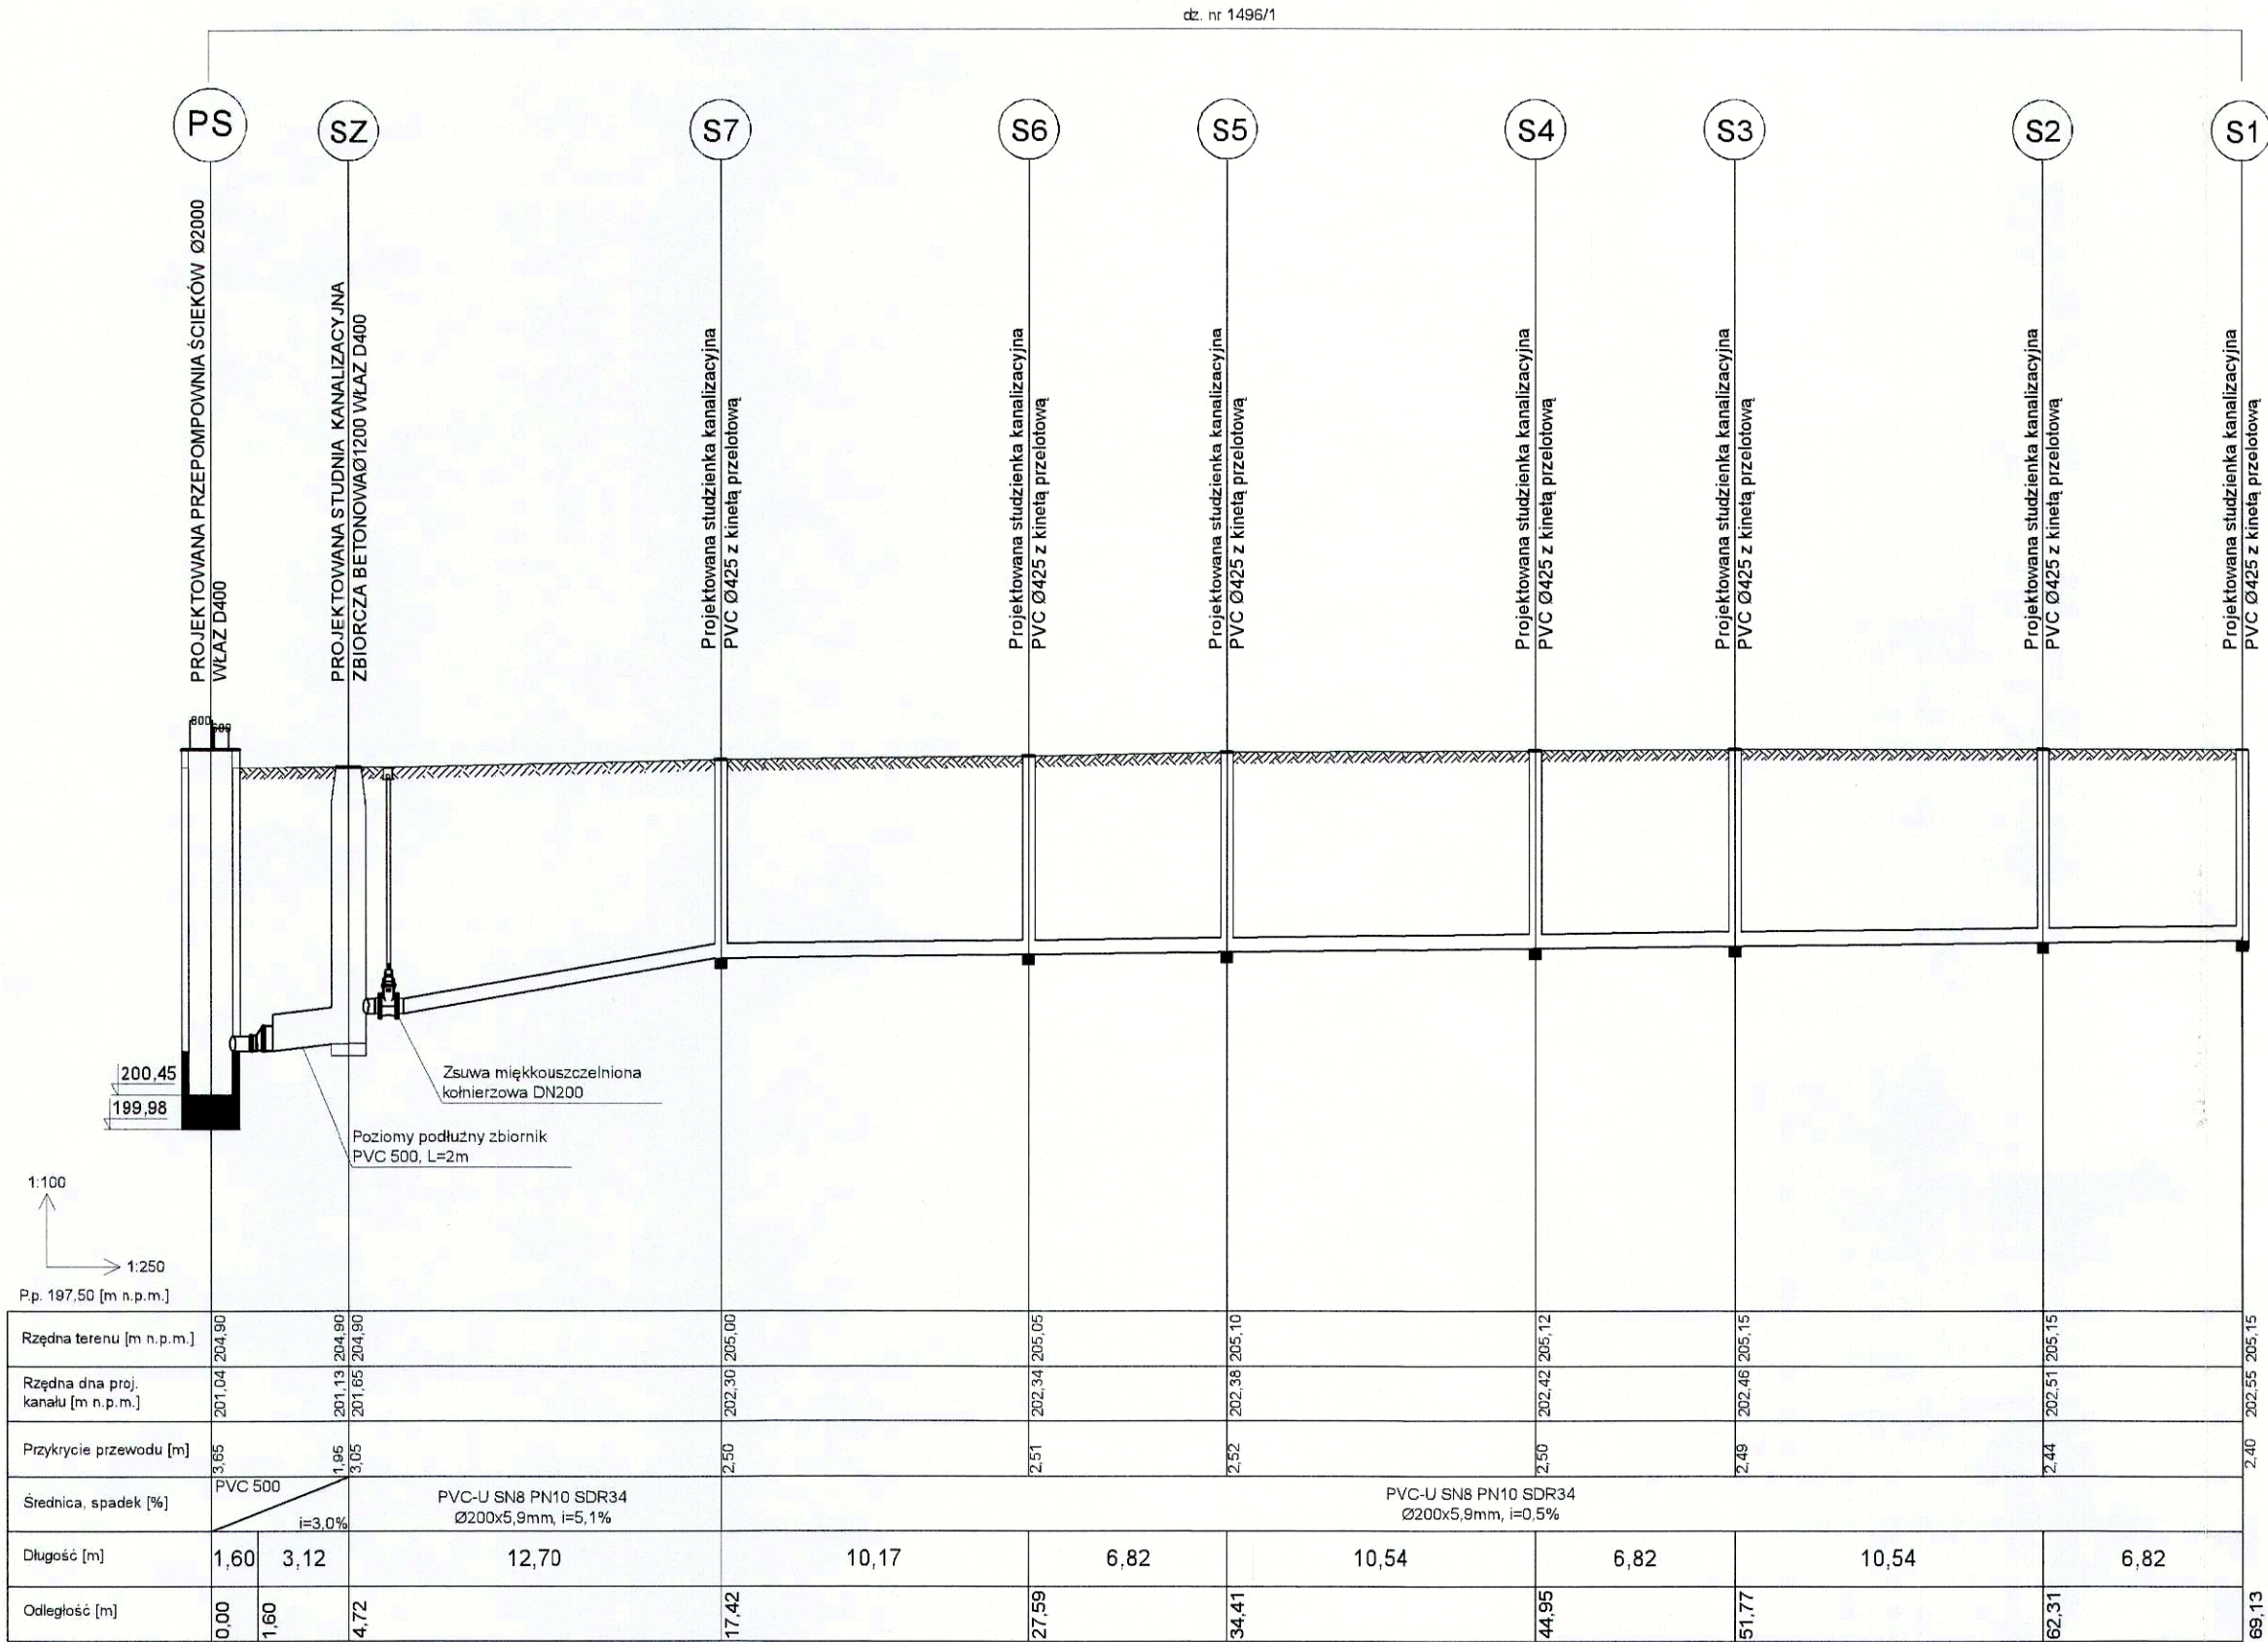 dz. nr 1496/1
PS
SZ
S7
S6
S5
S4
S3
S2
S1
PROJEKTOWANA PRZEPOMPOWNIA ŚCIEKÓW Ø2000
WŁAZ D400
PROJEKTOWANA STUDNIA KANALIZACYJNA
ZBIORCZA BETONOWAØ1200 WŁAZ D400
Projektowana studzienka kanalizacyjna
PVC Ø425 z kinetą przelotową
Projektowana studzienka kanalizacyjna
PVC Ø425 z kinetą przelotową
Projektowana studzienka kanalizacyjna
PVC Ø425 z kinetą przelotową
Projektowana studzienka kanalizacyjna
PVC Ø425 z kinetą przelotową
Projektowana studzienka kanalizacyjna
PVC Ø425 z kinetą przelotową
Projektowana studzienka kanalizacyjna
PVC Ø425 z kinetą przelotową
Projektowana studzienka kanalizacyjna
PVC Ø425 z kinetą przelotową
800
600
200,45
199,98
Zsuwa miękkouszczelniona
kołnierzowa DN200
Poziomy podłużny zbiornik
PVC 500, L=2m
1:100
1:250
P.p. 197,50 [m n.p.m.]
Rzędna terenu [m n.p.m.] 204,90 204,90 204,90 205,00 205,05 205,10 205,12 205,15 205,15 205,15
Rzędna dna proj.
kanału [m n.p.m.] 201,04 201,13 201,65 202,30 202,34 202,38 202,42 202,46 202,51 202,55
Przykrycie przewodu [m] 3,65 1,95 3,05 2,50 2,51 2,52 2,50 2,49 2,44 2,40
Średnica, spadek [%]
PVC 500
i=3,0%
PVC-U SN8 PN10 SDR34
Ø200x5,9mm, i=5,1%
PVC-U SN8 PN10 SDR34
Ø200x5,9mm, i=0,5%
Długość [m] 1,60 3,12 12,70 10,17 6,82 10,54 6,82 10,54 6,82
Odległość [m] 0,00 1,60 4,72 17,42 27,59 34,41 44,95 51,77 62,31 69,13